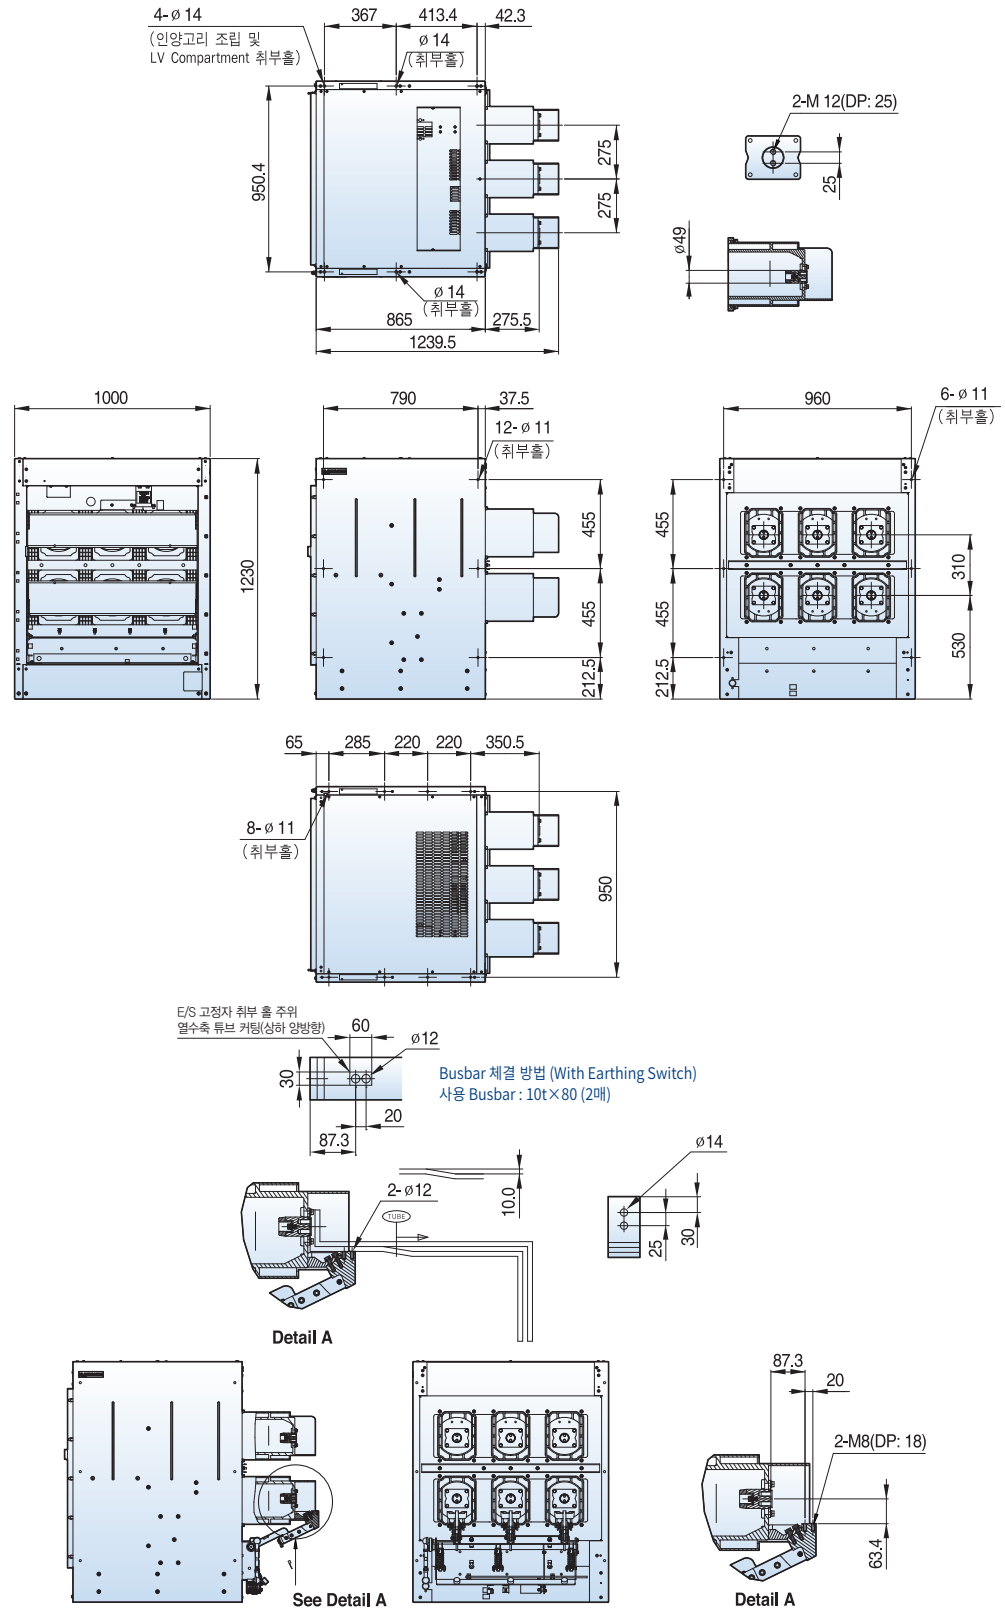 4-ø14
367
413.4
42.3
(인양고리 조립 및
LV Compartment 취부홀)
ø14
(취부홀)
950.4
275
275
ø14
(취부홀)
865
275.5
1239.5
2-M 12(DP: 25)
25
ø49
1000
1230
790
37.5
12-ø11
(취부홀)
455
455
212.5
960
6-ø11
(취부홀)
455
455
212.5
310
530
65
285
220
220
350.5
8-ø11
(취부홀)
950
E/S 고정자 취부 홀 주위
열수축 튜브 커팅(상하 양방향)
60
ø12
30
20
87.3
Busbar 체결 방법 (With Earthing Switch)
사용 Busbar : 10t×80 (2매)
10.0
2-ø12
TUBE
ø14
25
30
Detail A
See Detail A
87.3
20
2-M8(DP: 18)
63.4
Detail A